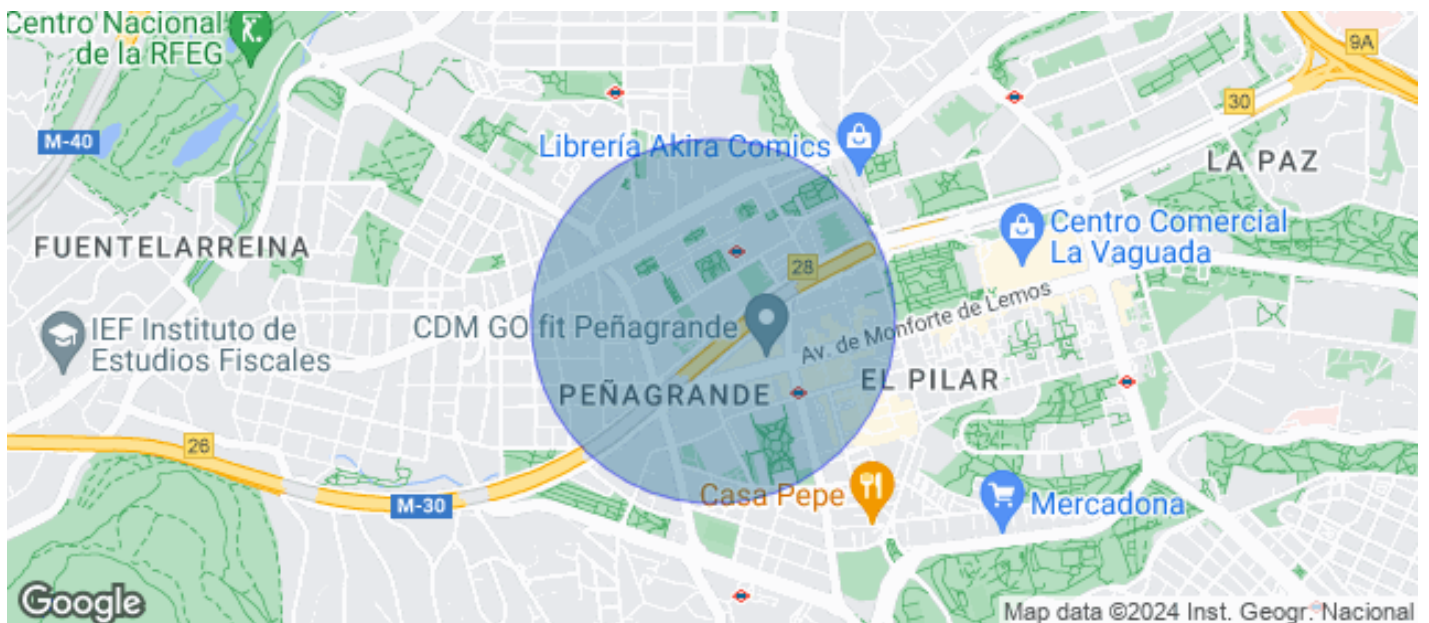 Centro Nacional
de la RFEG
9A
30
M-40
Librería Akira Comics
LA PAZ
Centro Comercial
La Vaguada
FUENTELARREINA
28
Av. de Monforte de Lemos
CDM GO fit Peñagrande
IEF Instituto de
Estudios Fiscales
PEÑAGRANDE
EL PILAR
26
M-30
Casa Pepe
Mercadona
Google
Map data ©2024 Inst. Geogr. Nacional